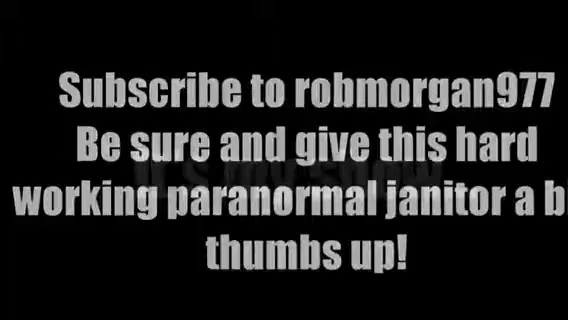 Subscribe to robmorgan977
Be sure and give this hard
working paranormal janitor a
thumbs up!